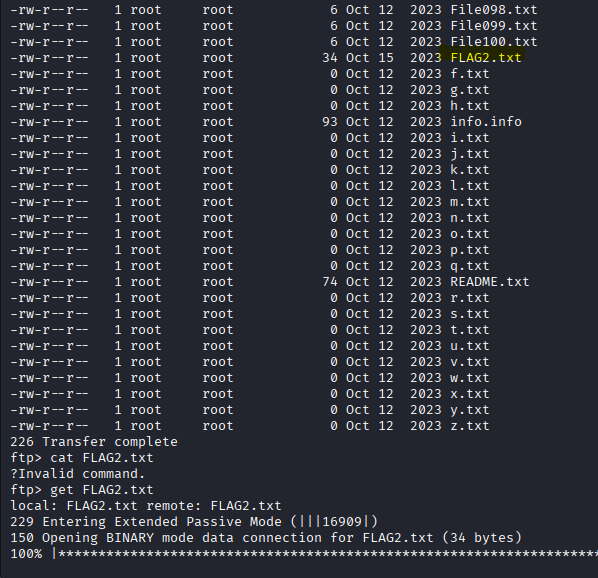 -rw-r--r--   1 root     root            6 Oct 12  2023 File098.txt
-rw-r--r--   1 root     root            6 Oct 12  2023 File099.txt
-rw-r--r--   1 root     root            6 Oct 12  2023 File100.txt
-rw-r--r--   1 root     root           34 Oct 15  2023 FLAG2.txt
-rw-r--r--   1 root     root            0 Oct 12  2023 f.txt
-rw-r--r--   1 root     root            0 Oct 12  2023 g.txt
-rw-r--r--   1 root     root            0 Oct 12  2023 h.txt
-rw-r--r--   1 root     root           93 Oct 12  2023 info.info
-rw-r--r--   1 root     root            0 Oct 12  2023 i.txt
-rw-r--r--   1 root     root            0 Oct 12  2023 j.txt
-rw-r--r--   1 root     root            0 Oct 12  2023 k.txt
-rw-r--r--   1 root     root            0 Oct 12  2023 l.txt
-rw-r--r--   1 root     root            0 Oct 12  2023 m.txt
-rw-r--r--   1 root     root            0 Oct 12  2023 n.txt
-rw-r--r--   1 root     root            0 Oct 12  2023 o.txt
-rw-r--r--   1 root     root            0 Oct 12  2023 p.txt
-rw-r--r--   1 root     root            0 Oct 12  2023 q.txt
-rw-r--r--   1 root     root           74 Oct 12  2023 README.txt
-rw-r--r--   1 root     root            0 Oct 12  2023 r.txt
-rw-r--r--   1 root     root            0 Oct 12  2023 s.txt
-rw-r--r--   1 root     root            0 Oct 12  2023 t.txt
-rw-r--r--   1 root     root            0 Oct 12  2023 u.txt
-rw-r--r--   1 root     root            0 Oct 12  2023 v.txt
-rw-r--r--   1 root     root            0 Oct 12  2023 w.txt
-rw-r--r--   1 root     root            0 Oct 12  2023 x.txt
-rw-r--r--   1 root     root            0 Oct 12  2023 y.txt
-rw-r--r--   1 root     root            0 Oct 12  2023 z.txt
226 Transfer complete
ftp> cat FLAG2.txt
?Invalid command.
ftp> get FLAG2.txt
local: FLAG2.txt remote: FLAG2.txt
229 Entering Extended Passive Mode (|||16909|)
150 Opening BINARY mode data connection for FLAG2.txt (34 bytes)
100% |********************************************************************